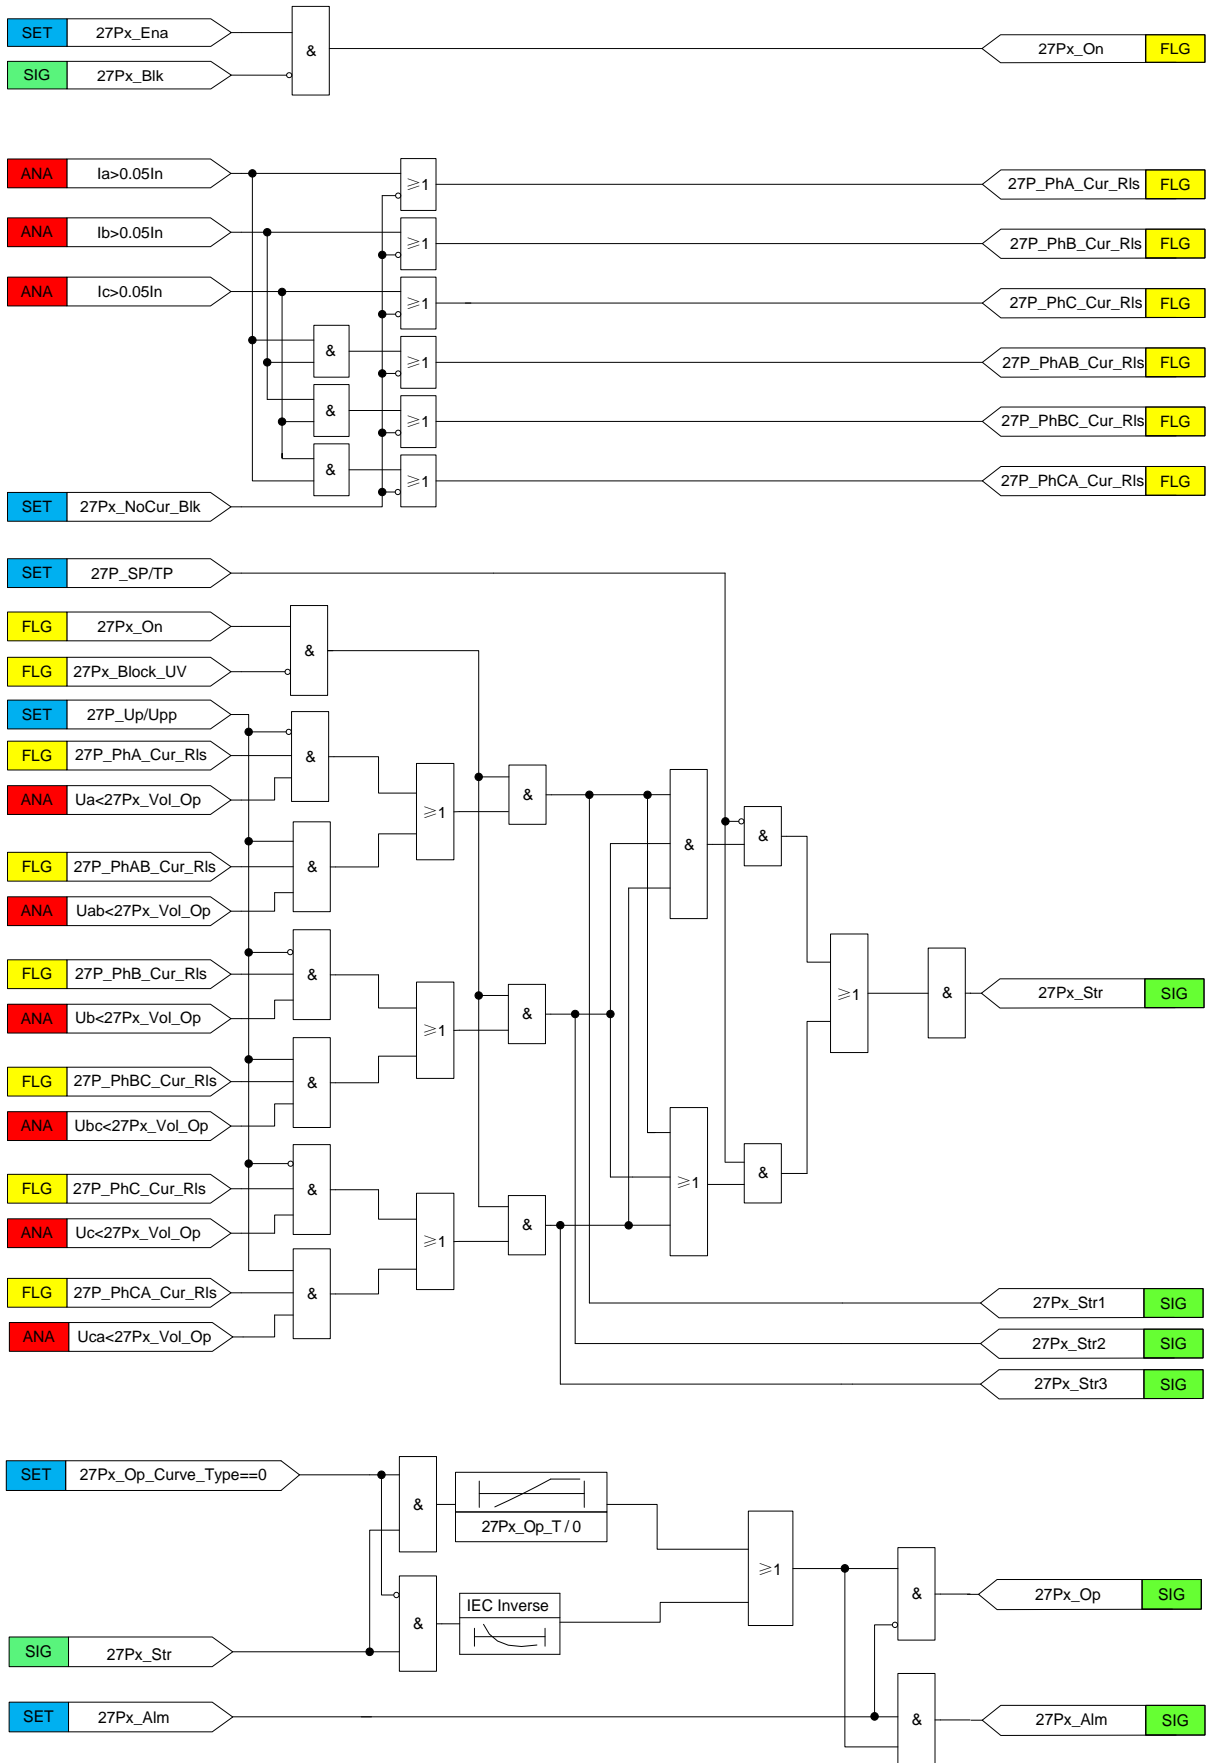 SET 27Px_Ena
&
27Px_On FLG
SIG 27Px_Blk
ANA Ia>0.05In
≥1
27P_PhA_Cur_Rls FLG
ANA Ib>0.05In
≥1
27P_PhB_Cur_Rls FLG
ANA Ic>0.05In
≥1
27P_PhC_Cur_Rls FLG
&
≥1
27P_PhAB_Cur_Rls FLG
&
≥1
27P_PhBC_Cur_Rls FLG
&
≥1
27P_PhCA_Cur_Rls FLG
SET 27Px_NoCur_Blk
SET 27P_SP/TP
FLG 27Px_On
&
FLG 27Px_Block_UV
SET 27P_Up/Upp
FLG 27P_PhA_Cur_Rls
&
ANA Ua<27Px_Vol_Op
≥1
&
&
&
FLG 27P_PhAB_Cur_Rls
&
ANA Uab<27Px_Vol_Op
FLG 27P_PhB_Cur_Rls
&
≥1
&
27Px_Str SIG
ANA Ub<27Px_Vol_Op
≥1
&
FLG 27P_PhBC_Cur_Rls
&
ANA Ubc<27Px_Vol_Op
FLG 27P_PhC_Cur_Rls
&
≥1
&
ANA Uc<27Px_Vol_Op
≥1
&
FLG 27P_PhCA_Cur_Rls
&
27Px_Str1 SIG
ANA Uca<27Px_Vol_Op
27Px_Str2 SIG
27Px_Str3 SIG
SET 27Px_Op_Curve_Type==0
&
27Px_Op_T / 0
≥1
&
27Px_Op SIG
IEC Inverse
&
SIG 27Px_Str
SET 27Px_Alm
&
27Px_Alm SIG